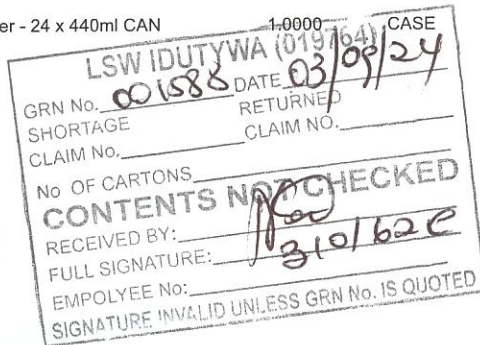 er - 24 x 440ml CAN 1.0000 CASE
LSW IDUTYWA (019764)
GRN No. 001588 DATE 03/09/24
SHORTAGE RETURNED
CLAIM No. CLAIM NO.
No OF CARTONS
CONTENTS NOT CHECKED
RECEIVED BY:
FULL SIGNATURE:
EMPOLYEE No: 310162e
SIGNATURE INVALID UNLESS GRN No. IS QUOTED